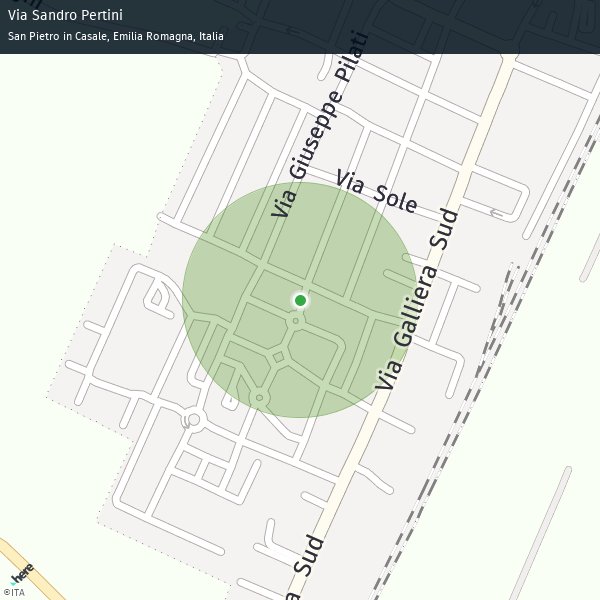 Via Sandro Pertini
San Pietro in Casale, Emilia Romagna, Italia
Via Giuseppe Pilati
Via Sole
Via Galliera Sud
a Sud
here
©ITA